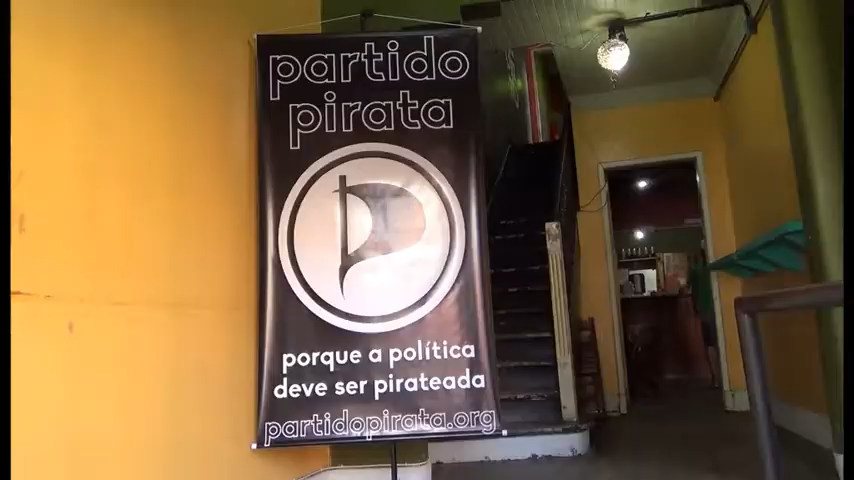 partido
pirata
porque a política
deve ser pirateada
partidopirata.org